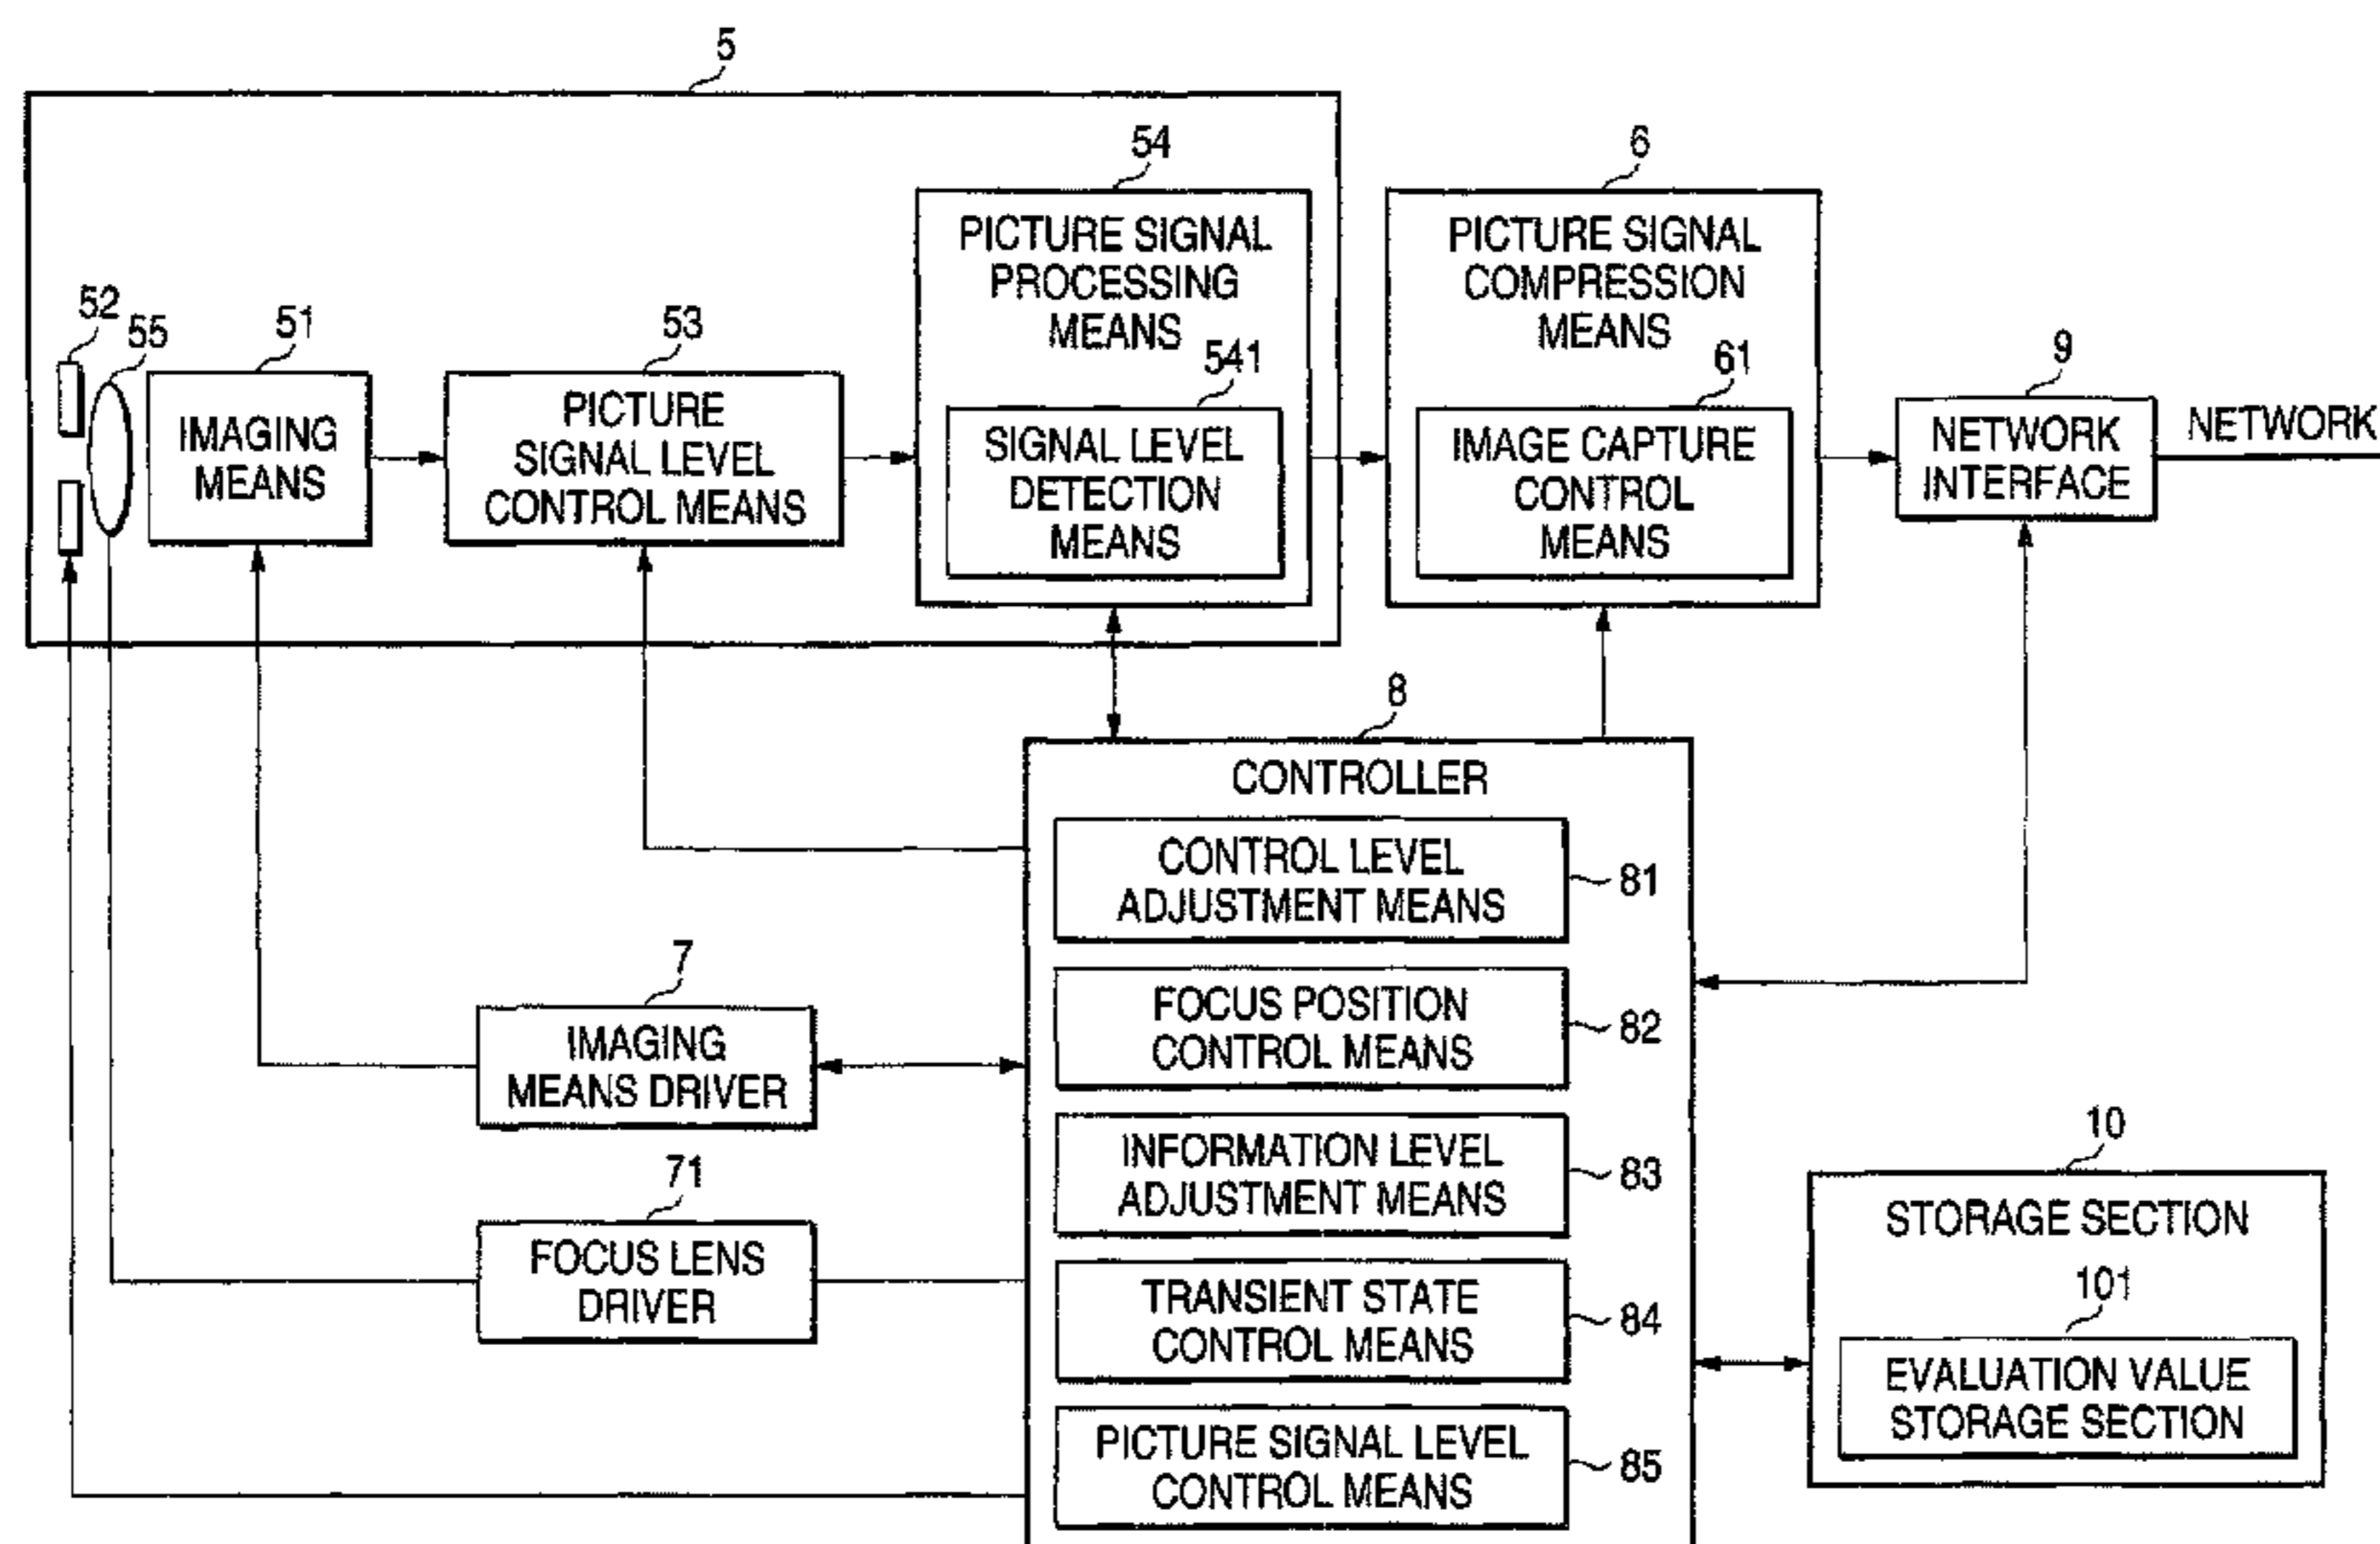 5
54
6
PICTURE SIGNAL
PROCESSING
MEANS
PICTURE SIGNAL
COMPRESSION
MEANS
52
55
51
53
541
61
9
IMAGING
MEANS
PICTURE
SIGNAL LEVEL
CONTROL MEANS
SIGNAL LEVEL
DETECTION
MEANS
IMAGE CAPTURE
CONTROL
MEANS
NETWORK
INTERFACE
NETWORK
8
CONTROLLER
CONTROL LEVEL
ADJUSTMENT MEANS
81
7
IMAGING
MEANS DRIVER
FOCUS POSITION
CONTROL MEANS
82
71
FOCUS LENS
DRIVER
INFORMATION LEVEL
ADJUSTMENT MEANS
83
10
STORAGE SECTION
TRANSIENT STATE
CONTROL MEANS
84
101
EVALUATION VALUE
STORAGE SECTION
PICTURE SIGNAL LEVEL
CONTROL MEANS
85